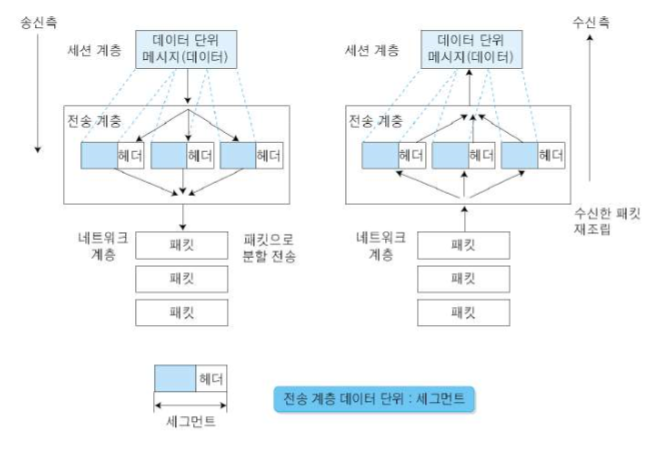 송신측
세션 계층
데이터 단위
메시지(데이터)
전송 계층
헤더
헤더
헤더
네트워크
계층
패킷
패킷
패킷
패킷으로
분할 전송
수신측
세션 계층
데이터 단위
메시지(데이터)
전송 계층
헤더
헤더
헤더
네트워크
계층
패킷
패킷
패킷
수신한 패킷
재조립
헤더
세그먼트
전송 계층 데이터 단위 : 세그먼트